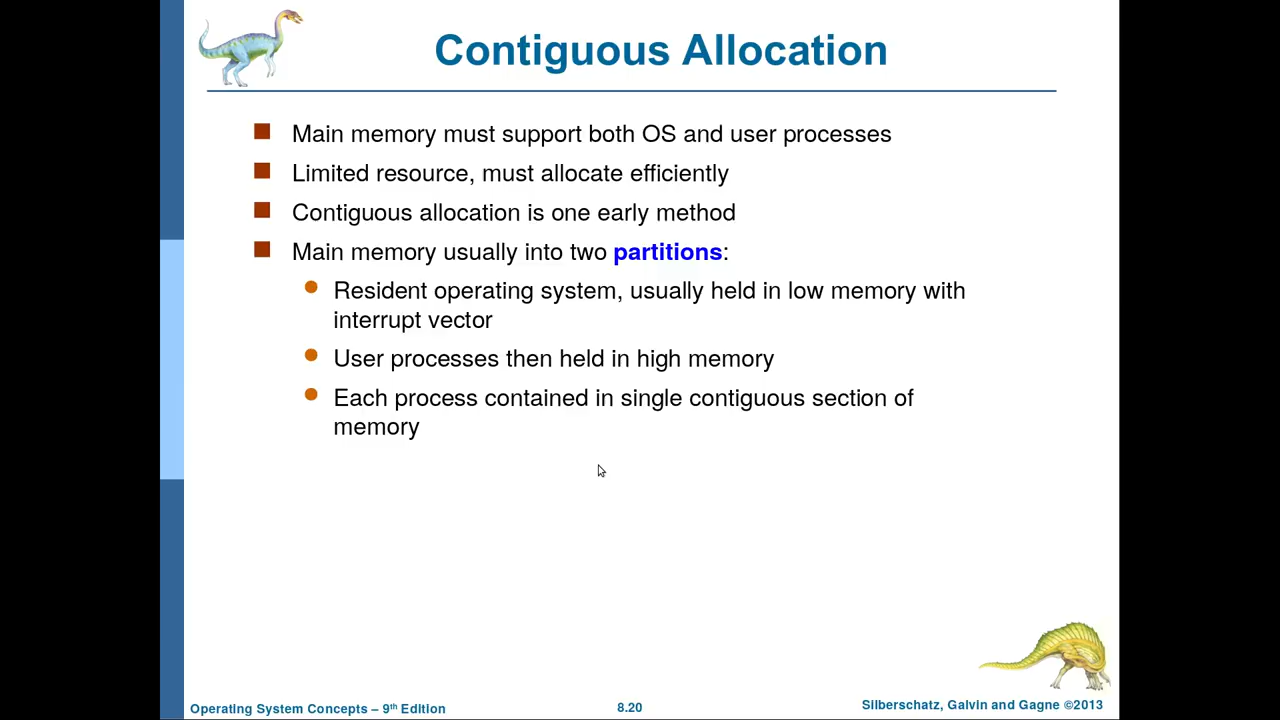 Contiguous Allocation
Main memory must support both OS and user processes
Limited resource, must allocate efficiently
Contiguous allocation is one early method
Main memory usually into two partitions:
Resident operating system, usually held in low memory with
interrupt vector
User processes then held in high memory
Each process contained in single contiguous section of
memory
Operating System Concepts – 9th Edition
8.20
Silberschatz, Galvin and Gagne ©2013